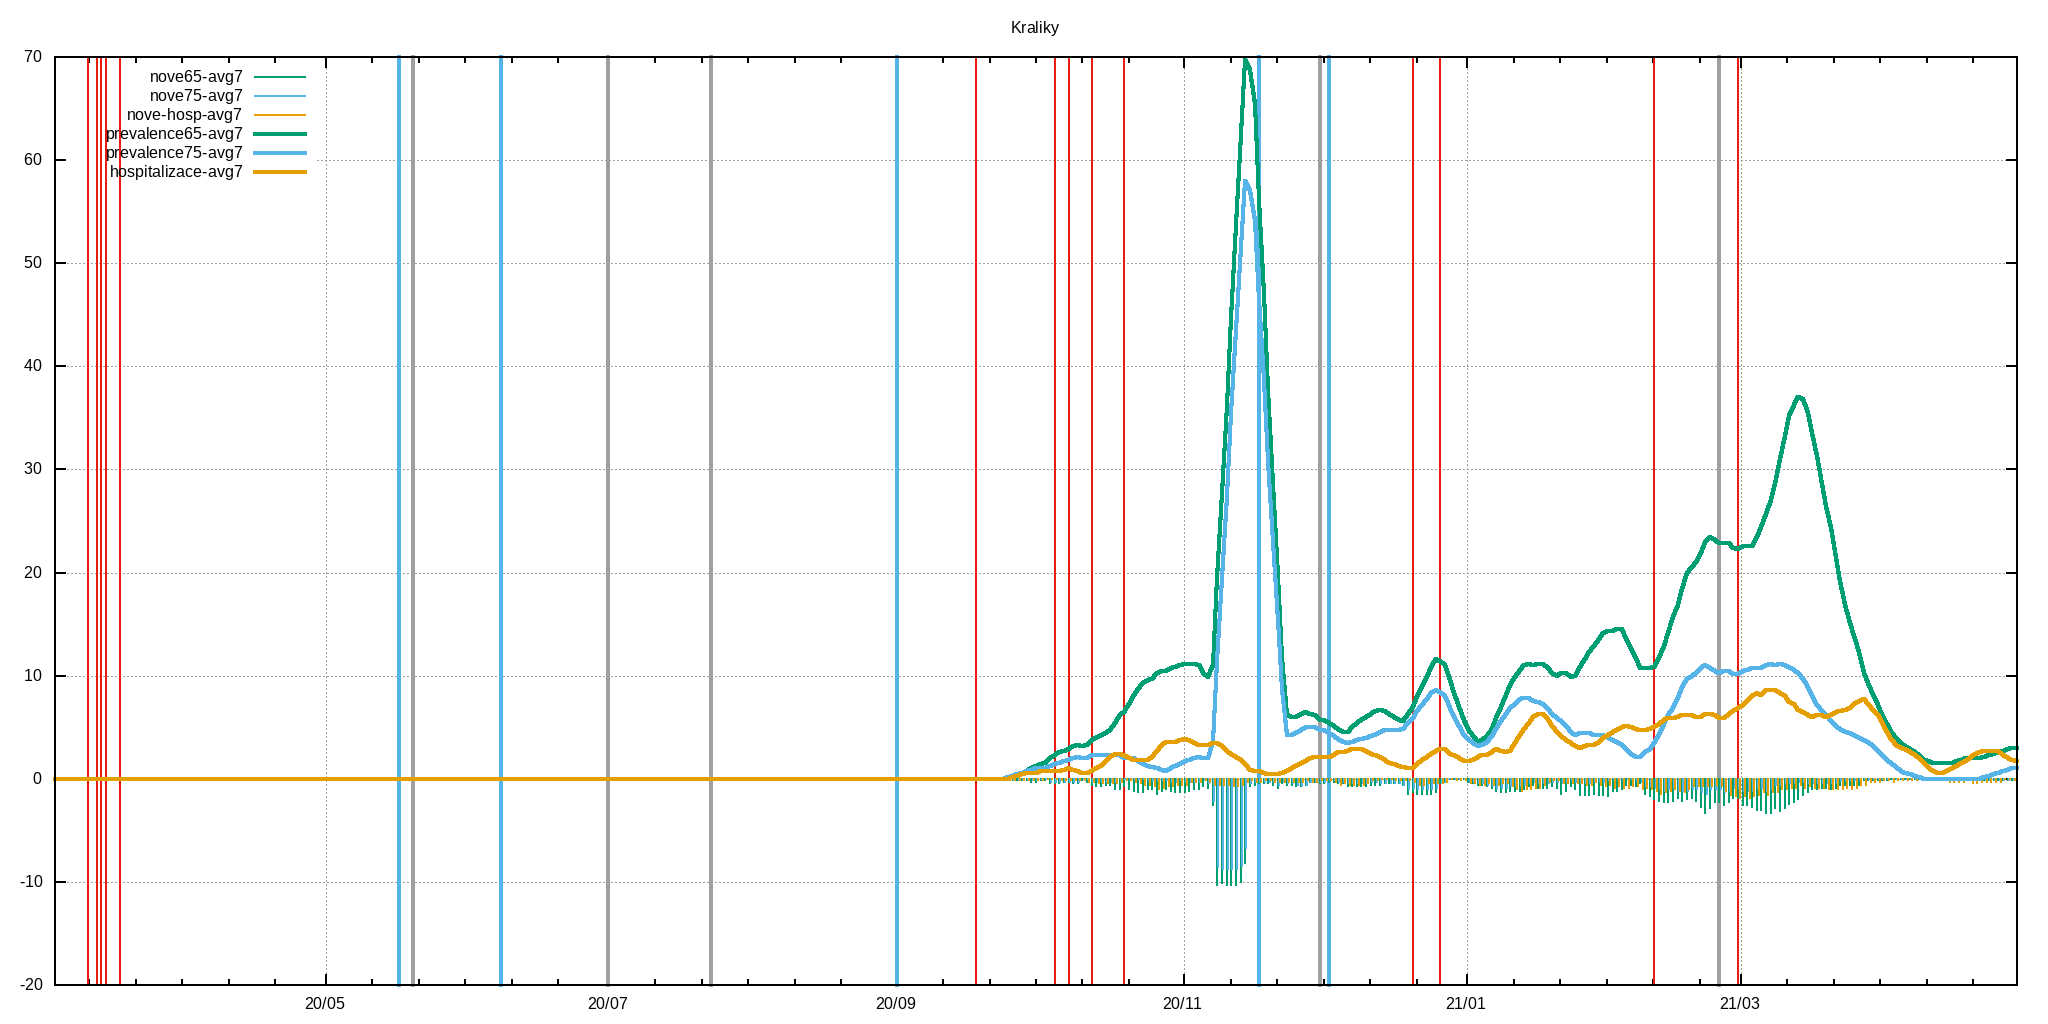 Kraliky
70
nove65-avg7
nove75-avg7
nove-hosp-avg7
prevalence65-avg7
60
prevalence75-avg7
hospitalizace-avg7
50
40
30
20
10
0
-10
-20
20/05
20/07
20/09
20/11
21/01
21/03